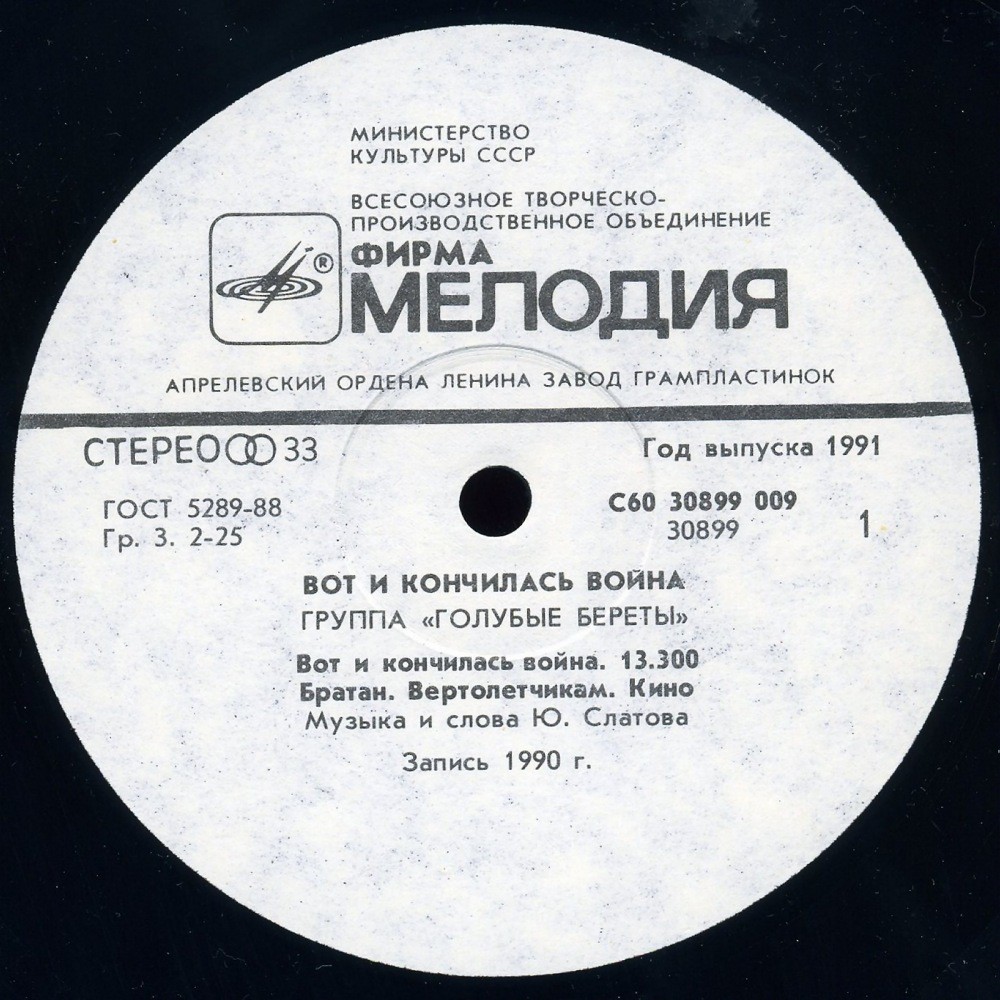 МИНИСТЕРСТВО
КУЛЬТУРЫ СССР
ВСЕСОЮЗНОЕ ТВОРЧЕСКО-
ПРОИЗВОДСТВЕННОЕ ОБЪЕДИНЕНИЕ
ФИРМА
®
МЕЛОДИЯ
АПРЕЛЕВСКИЙ ОРДЕНА ЛЕНИНА ЗАВОД ГРАМПЛАСТИНОК
СТЕРЕО 33
Год выпуска 1991
ГОСТ 5289-88
С60 30899 009
Гр. 3. 2-25
30899
1
ВОТ И КОНЧИЛАСЬ ВОЙНА
ГРУППА «ГОЛУБЫЕ БЕРЕТЫ»
Вот и кончилась война. 13.300
Братан. Вертолетчикам. Кино
Музыка и слова Ю. Слатова
Запись 1990 г.